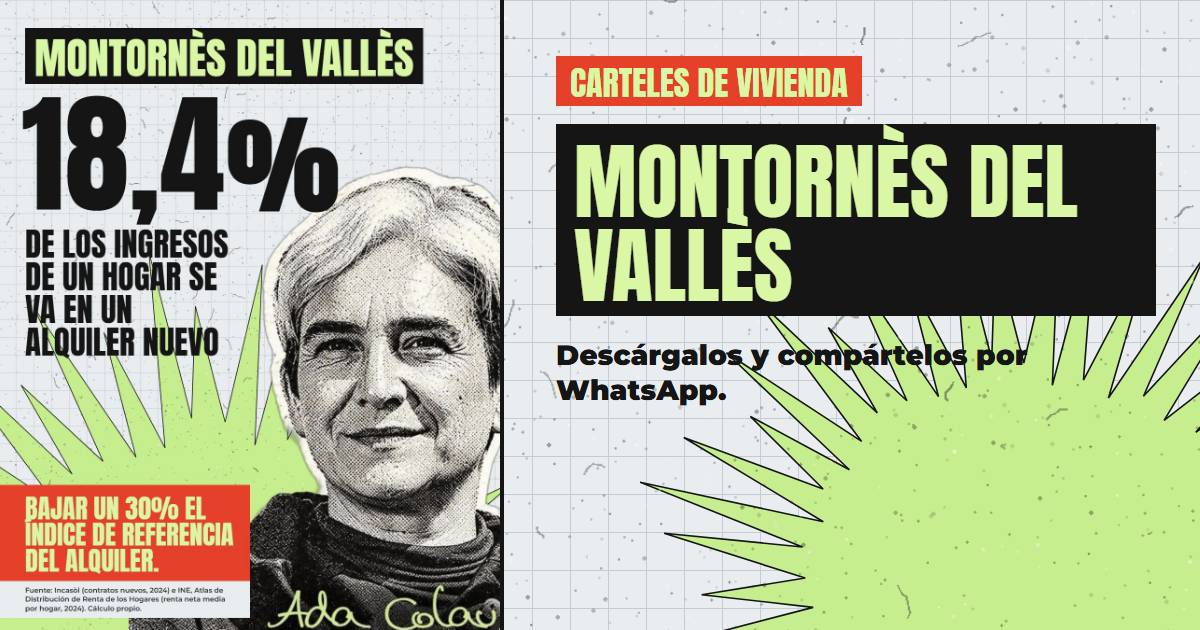 MONTORNÈS DEL VALLÈS
18,4%
DE LOS INGRESOS
DE UN HOGAR SE
VA EN UN
ALQUILER NUEVO
BAJAR UN 30% EL
ÍNDICE DE REFERENCIA
DEL ALQUILER.
Fuente: Incasòl (contratos nuevos, 2024) e INE, Atlas de
Distribución de Renta de los Hogares (renta neta media
por hogar, 2024). Cálculo propio.
Ada Colau
CARTELES DE VIVIENDA
MONTORNÈS DEL
VALLÈS
Descárgalos y compártelos por
WhatsApp.